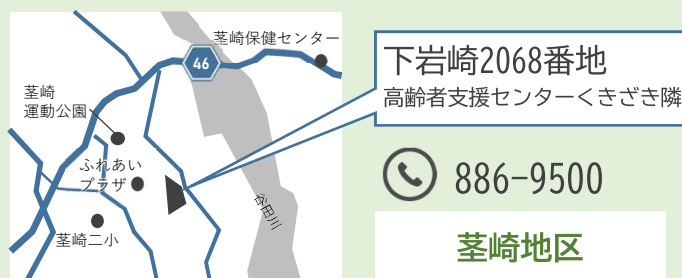 茎崎保健センター
46
茎崎
運動公園
ふれあい
プラザ
茎崎二小
谷田川
下岩崎2068番地
高齢者支援センターくきざき隣
886-9500
茎崎地区